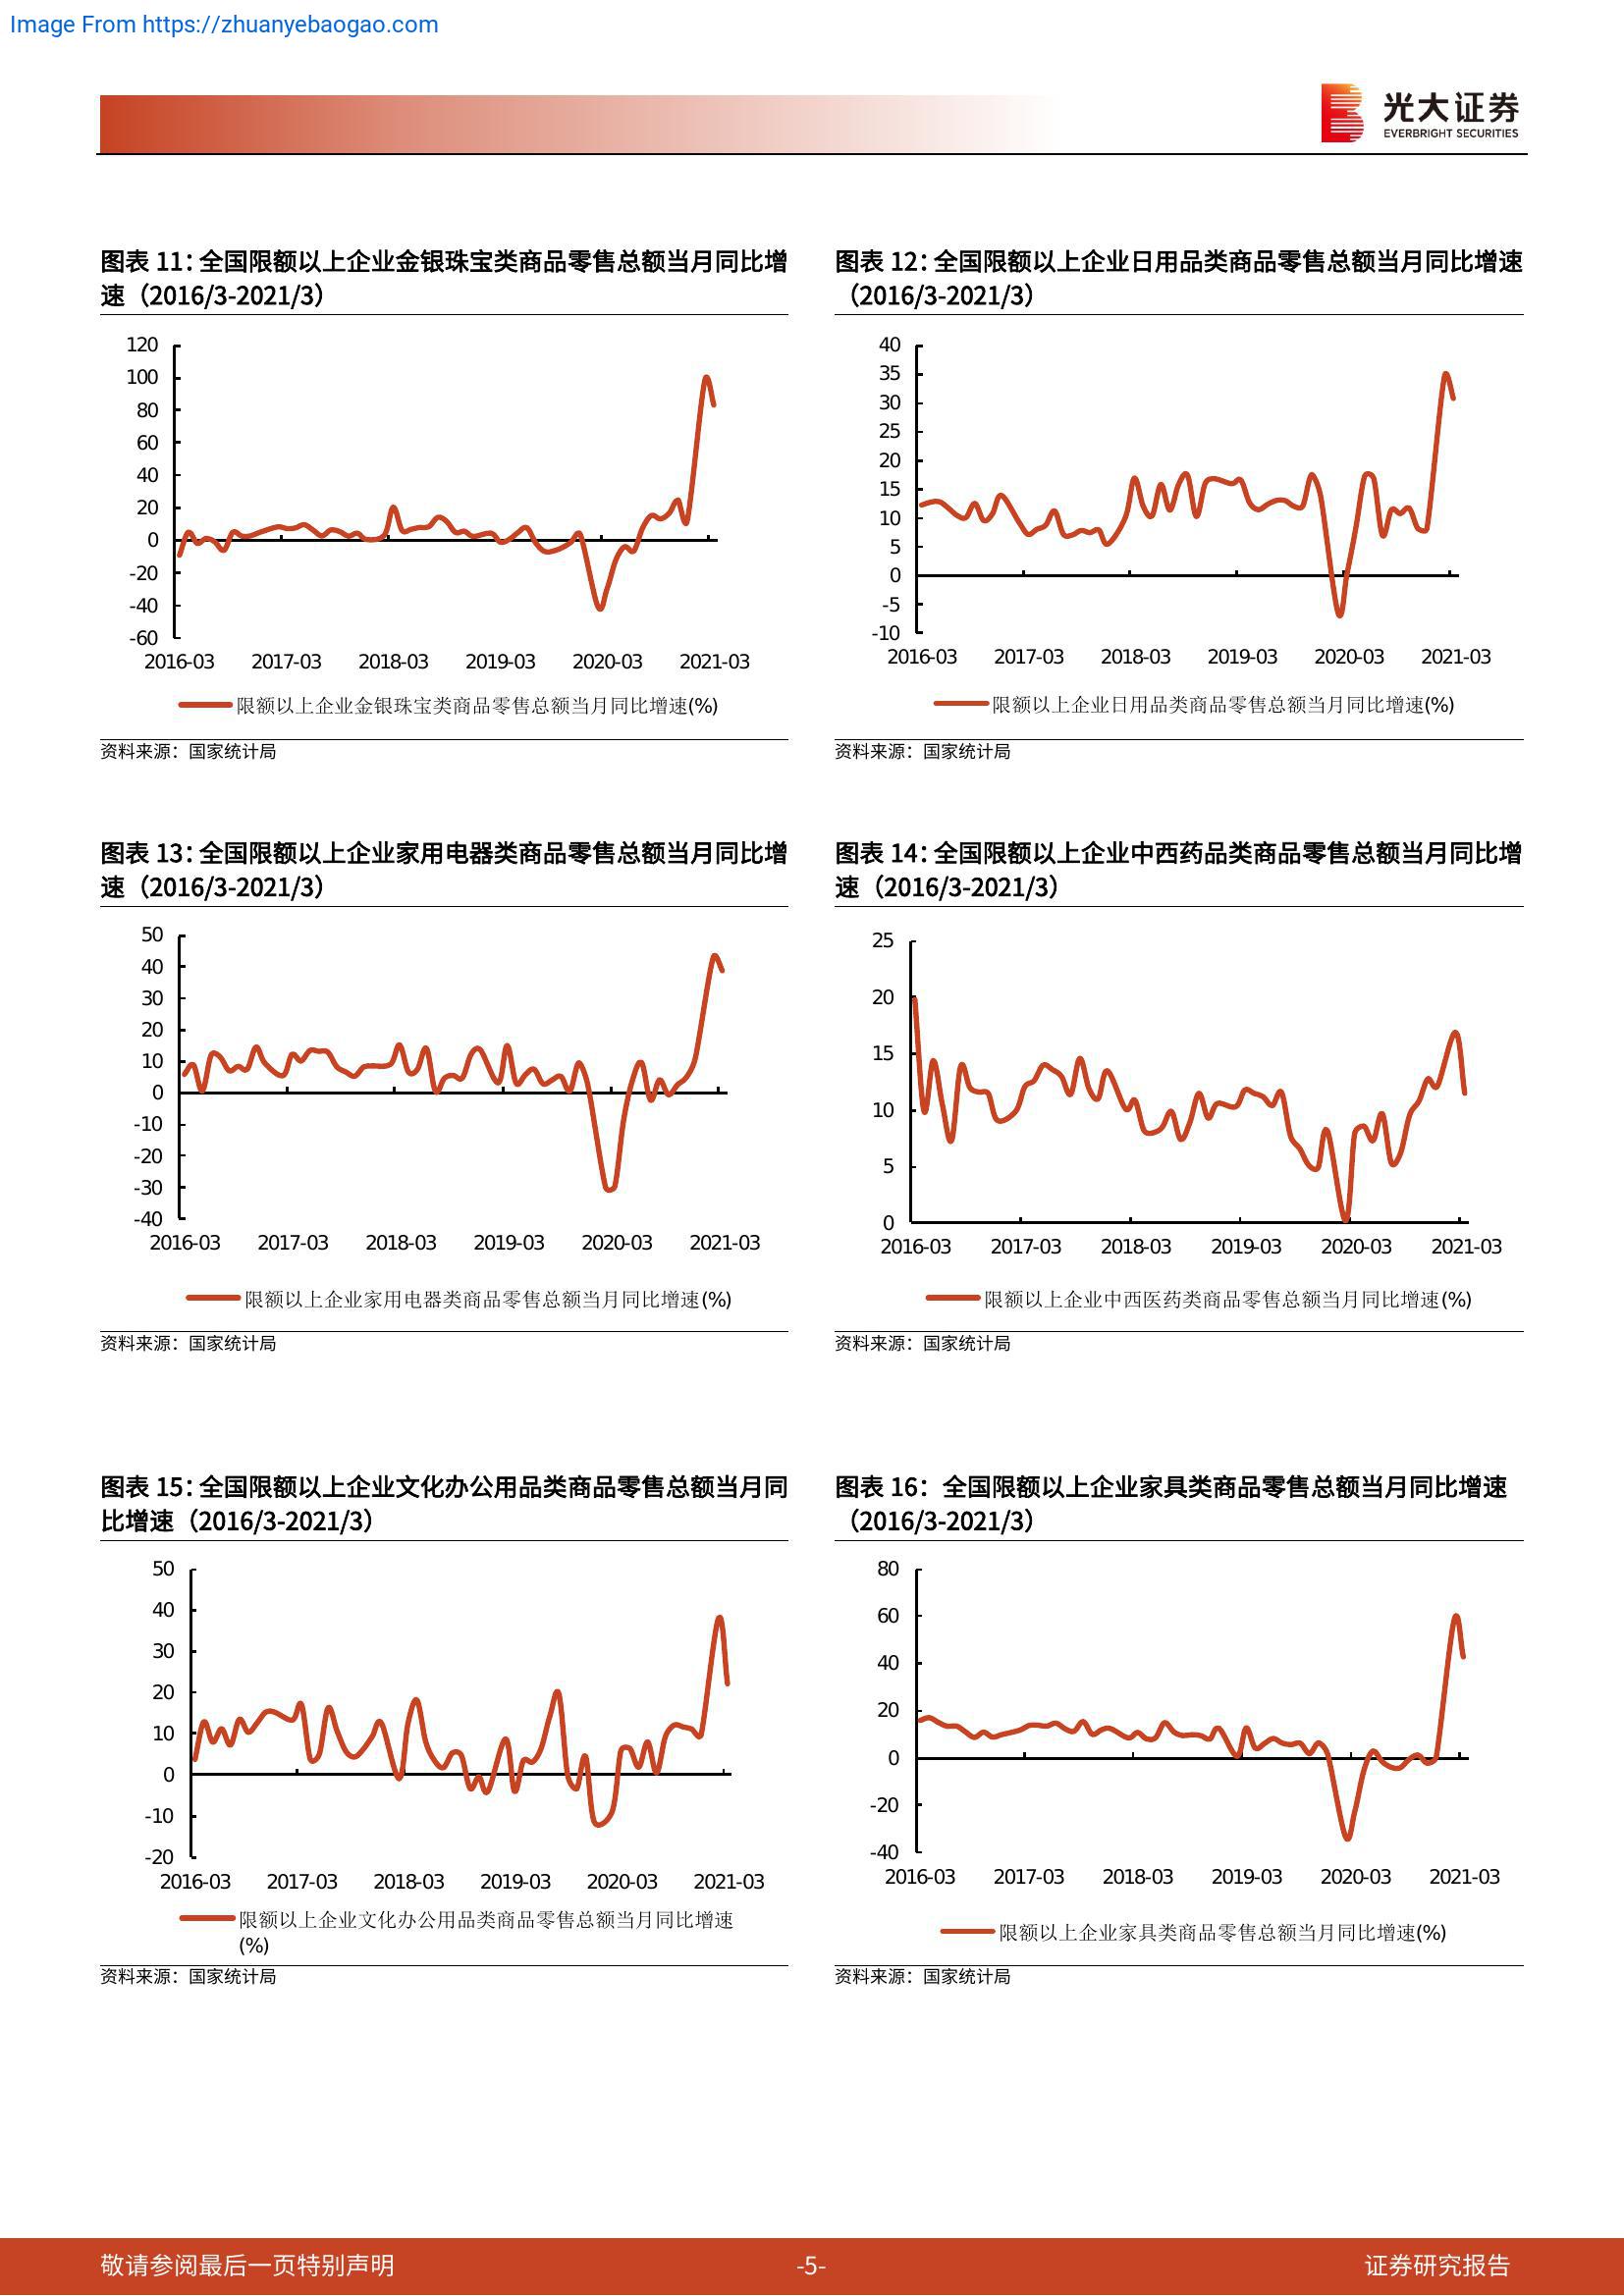 Image From https://zhuanyebaogao.com
光大证券
EVERBRIGHT SECURITIES
图表 11：全国限额以上企业金银珠宝类商品零售总额当月同比增
速（2016/3-2021/3）
120
100
80
60
40
20
0
-20
-40
-60
2016-03 2017-03 2018-03 2019-03 2020-03 2021-03
限额以上企业金银珠宝类商品零售总额当月同比增速(%)
资料来源：国家统计局
图表 12：全国限额以上企业日用品类商品零售总额当月同比增速
（2016/3-2021/3）
40
35
30
25
20
15
10
5
0
-5
-10
2016-03 2017-03 2018-03 2019-03 2020-03 2021-03
限额以上企业日用品类商品零售总额当月同比增速(%)
资料来源：国家统计局
图表 13：全国限额以上企业家用电器类商品零售总额当月同比增
速（2016/3-2021/3）
50
40
30
20
10
0
-10
-20
-30
-40
2016-03 2017-03 2018-03 2019-03 2020-03 2021-03
限额以上企业家用电器类商品零售总额当月同比增速(%)
资料来源：国家统计局
图表 14：全国限额以上企业中西药品类商品零售总额当月同比增
速（2016/3-2021/3）
25
20
15
10
5
0
2016-03 2017-03 2018-03 2019-03 2020-03 2021-03
限额以上企业中西医药类商品零售总额当月同比增速(%)
资料来源：国家统计局
图表 15：全国限额以上企业文化办公用品类商品零售总额当月同
比增速（2016/3-2021/3）
50
40
30
20
10
0
-10
-20
2016-03 2017-03 2018-03 2019-03 2020-03 2021-03
限额以上企业文化办公用品类商品零售总额当月同比增速
(%)
资料来源：国家统计局
图表 16：全国限额以上企业家具类商品零售总额当月同比增速
（2016/3-2021/3）
80
60
40
20
0
-20
-40
2016-03 2017-03 2018-03 2019-03 2020-03 2021-03
限额以上企业家具类商品零售总额当月同比增速(%)
资料来源：国家统计局
敬请参阅最后一页特别声明
-5-
证券研究报告